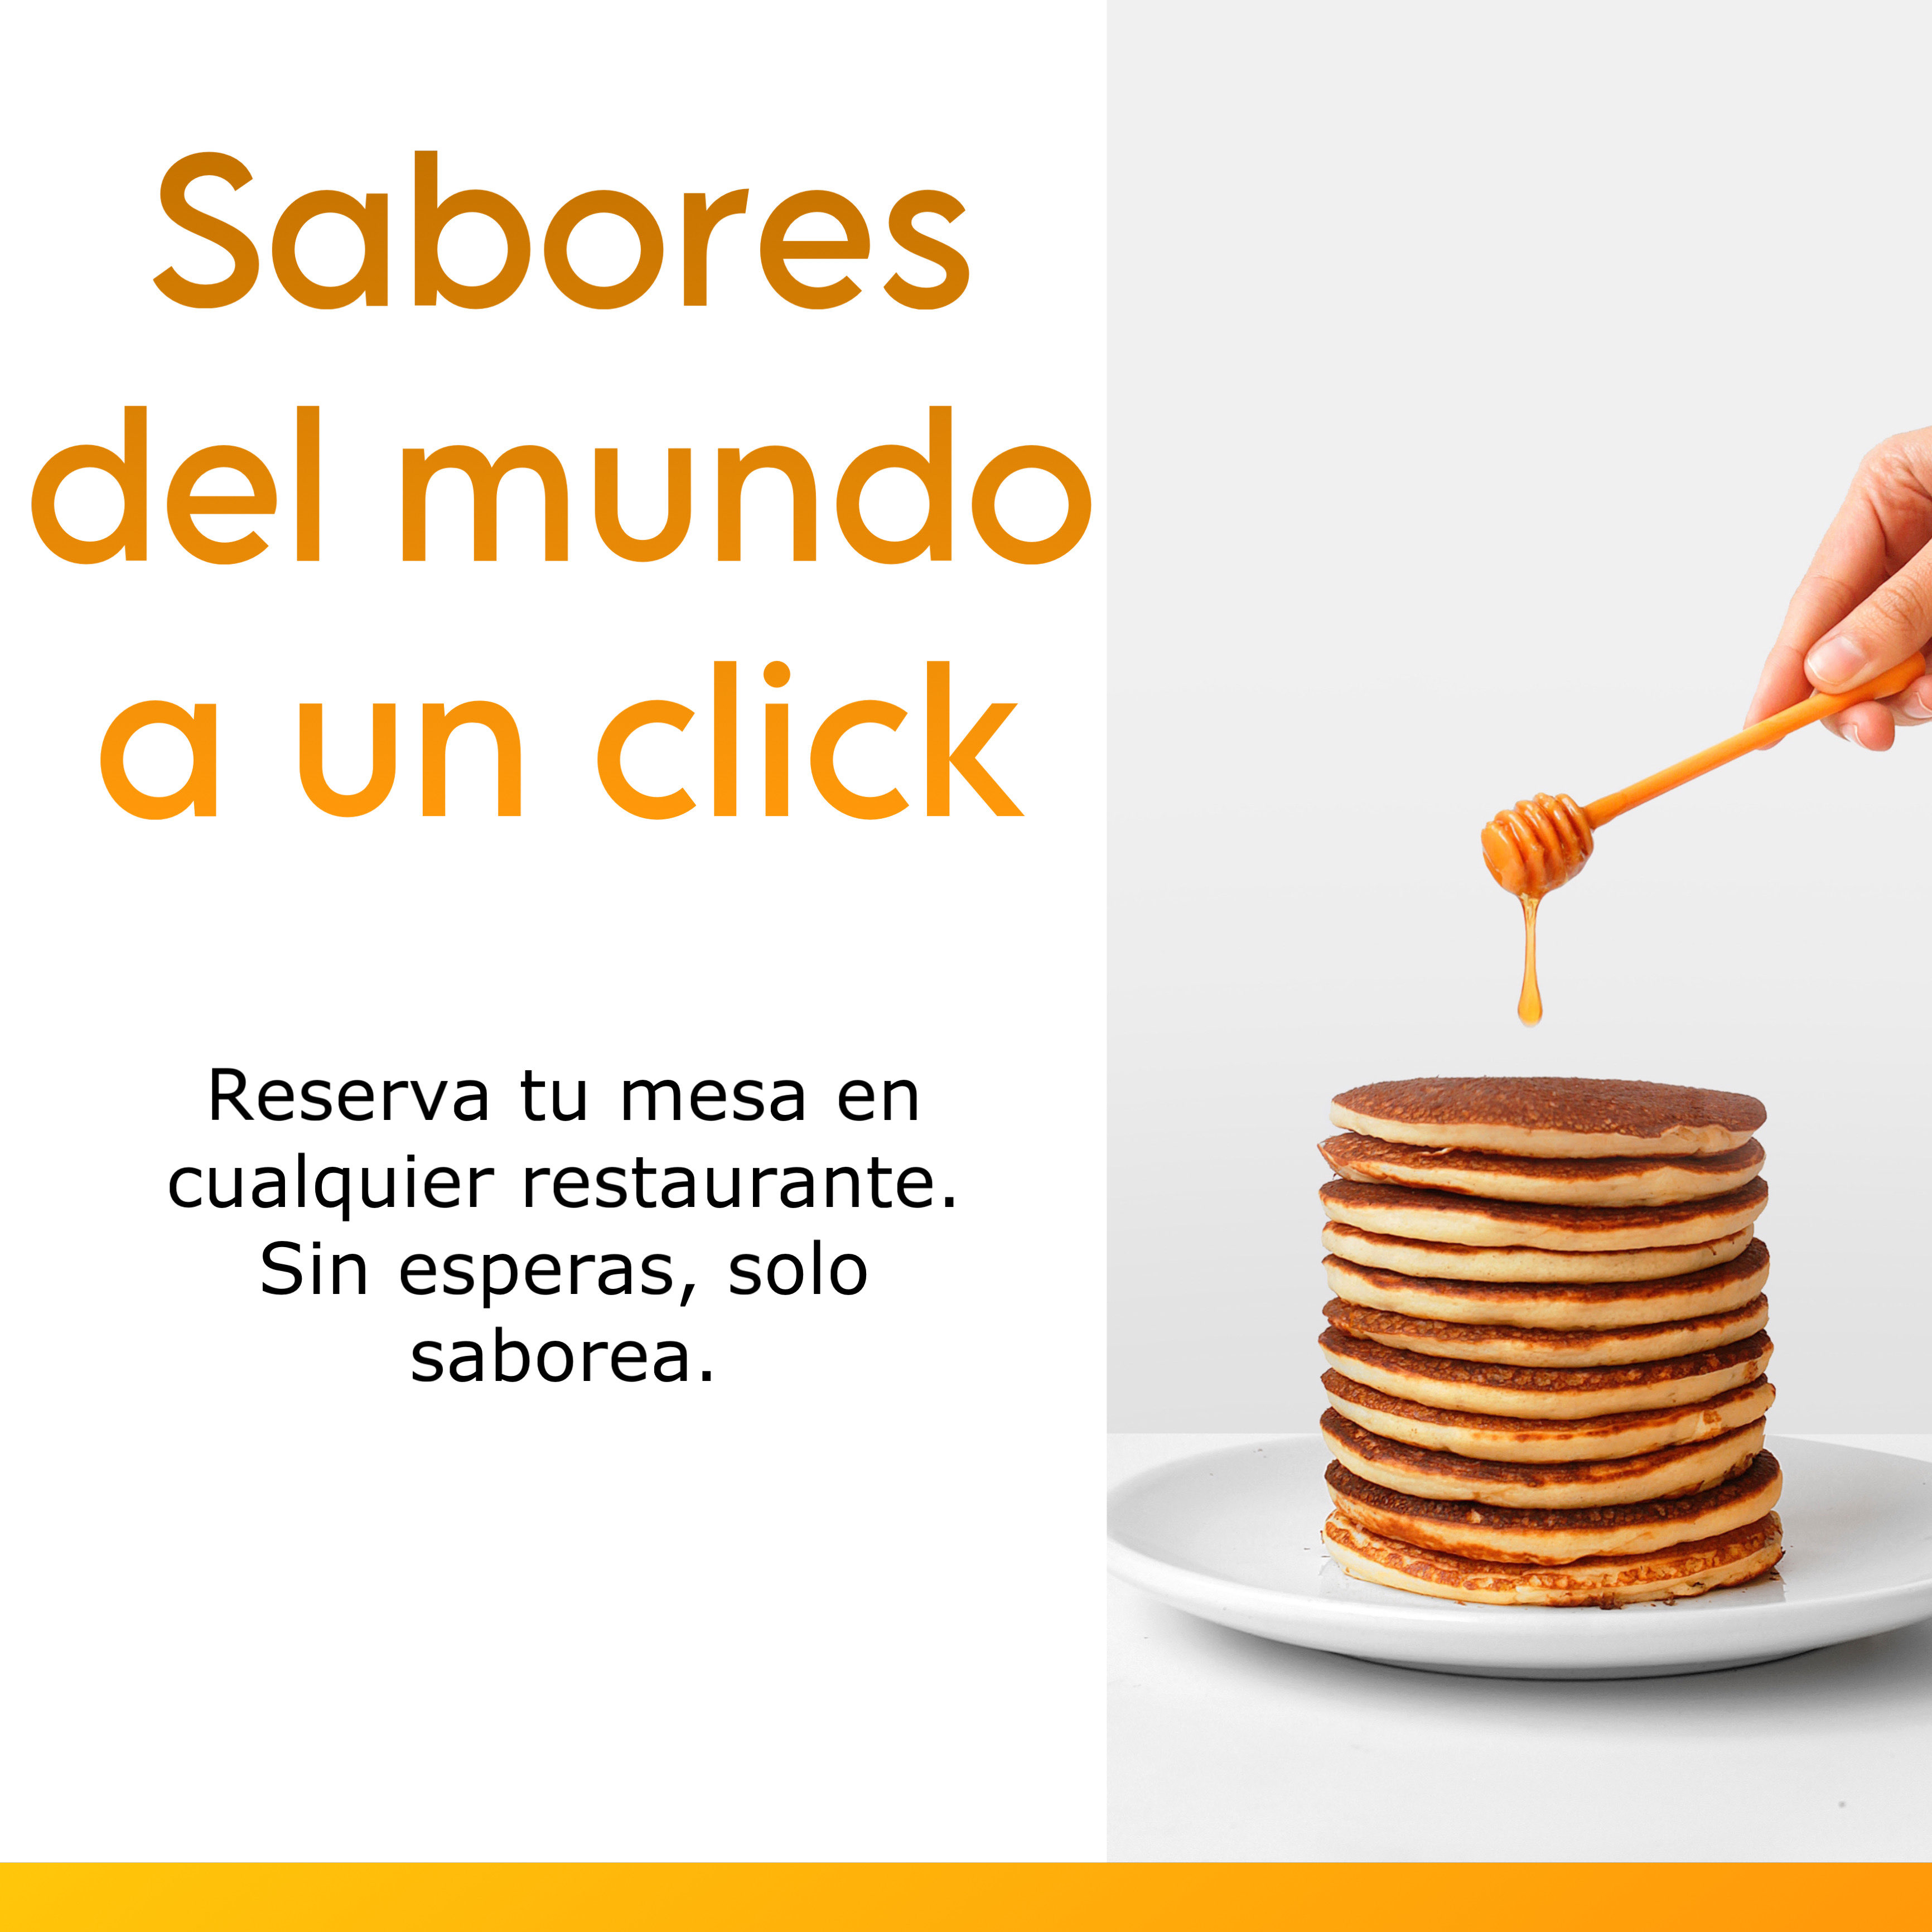 Sabores
del mundo
a un click
Reserva tu mesa en
cualquier restaurante.
Sin esperas, solo
saborea.